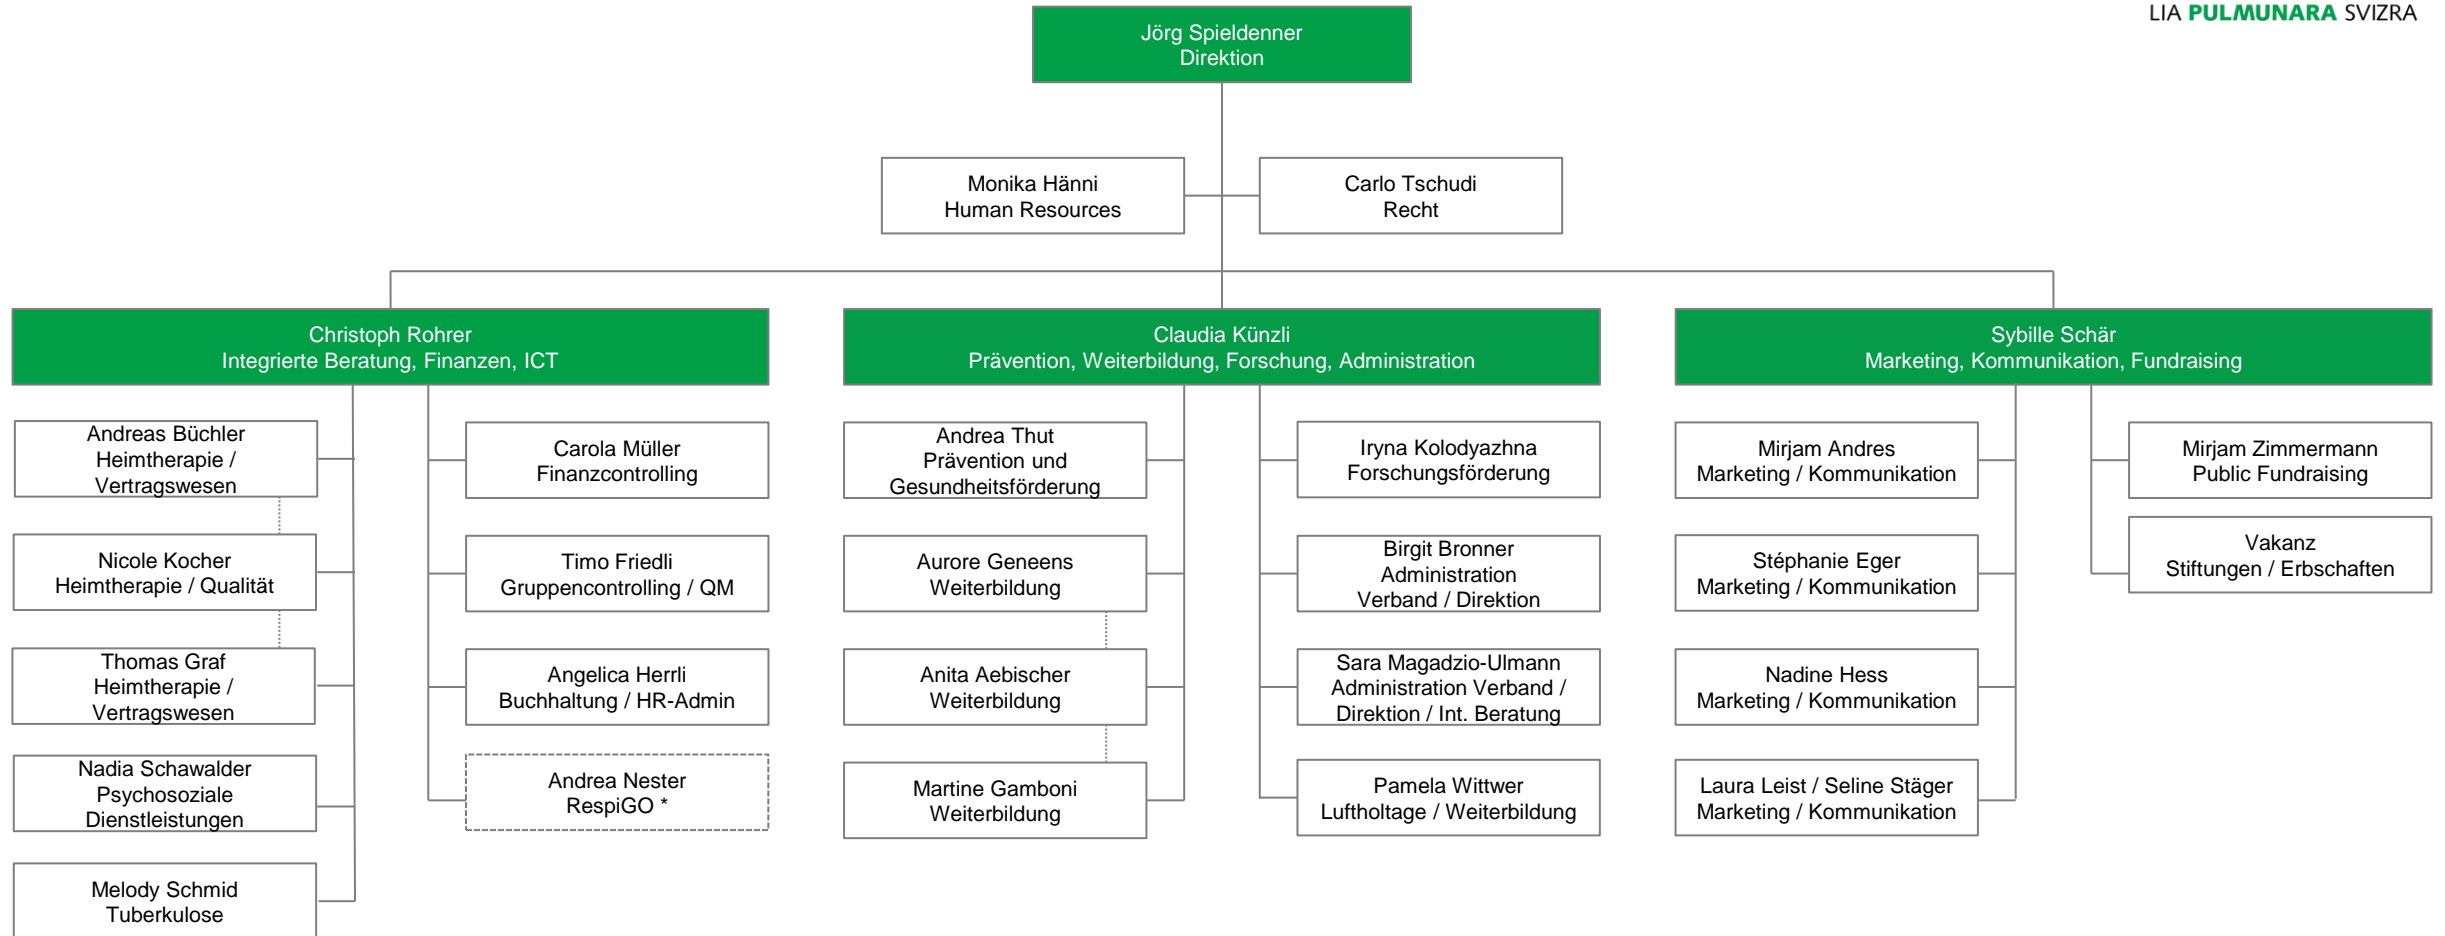 LIA PULMUNARA SVIZRA
Jörg Spieldenner
Direktion
Monika Hänni
Human Resources
Carlo Tschudi
Recht
Christoph Rohrer
Integrierte Beratung, Finanzen, ICT
Andreas Büchler
Heimtherapie /
Vertragswesen
Nicole Kocher
Heimtherapie / Qualität
Thomas Graf
Heimtherapie /
Vertragswesen
Nadia Schawalder
Psychosoziale
Dienstleistungen
Melody Schmid
Tuberkulose
Carola Müller
Finanzcontrolling
Timo Friedli
Gruppencontrolling / QM
Angelica Herrli
Buchhaltung / HR-Admin
Andrea Nester
RespiGO *
Claudia Künzli
Prävention, Weiterbildung, Forschung, Administration
Andrea Thut
Prävention und
Gesundheitsförderung
Aurore Geneens
Weiterbildung
Anita Aebischer
Weiterbildung
Martine Gamboni
Weiterbildung
Iryna Kolodyazhna
Forschungsförderung
Birgit Bronner
Administration
Verband / Direktion
Sara Magadzio-Ulmann
Administration Verband /
Direktion / Int. Beratung
Pamela Wittwer
Luftholtage / Weiterbildung
Sybille Schär
Marketing, Kommunikation, Fundraising
Mirjam Andres
Marketing / Kommunikation
Stéphanie Eger
Marketing / Kommunikation
Nadine Hess
Marketing / Kommunikation
Laura Leist / Seline Stäger
Marketing / Kommunikation
Mirjam Zimmermann
Public Fundraising
Vakanz
Stiftungen / Erbschaften